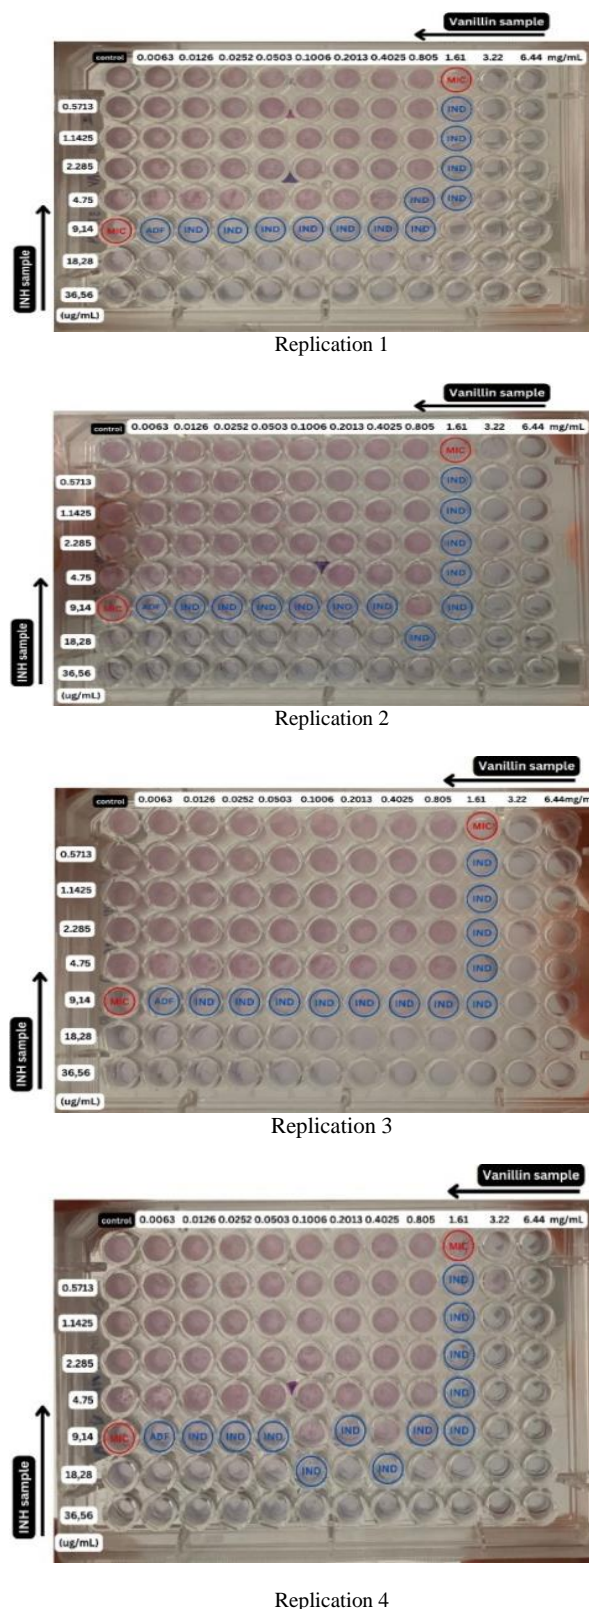 Vanillin sample
control 0.0063 0.0126 0.0252 0.0503 0.1006 0.2013 0.4025 0.805 1.61 3.22 6.44 mg/mL
MIC
0.5713 IND
1.1425 IND
2.285 IND
4.75 IND IND
9,14 MIC ADF IND IND IND IND IND IND IND
18,28
36,56
(ug/mL)
INH sample
Replication 1
Vanillin sample
control 0.0063 0.0126 0.0252 0.0503 0.1006 0.2013 0.4025 0.805 1.61 3.22 6.44 mg/mL
MIC
0.5713 IND
1.1425 IND
2.285 IND
4.75 IND
9,14 MIC ADF IND IND IND IND IND IND IND
18,28 IND
36,56
(ug/mL)
INH sample
Replication 2
Vanillin sample
control 0.0063 0.0126 0.0252 0.0503 0.1006 0.2013 0.4025 0.805 1.61 3.22 6.44mg/mL
MIC
0.5713 IND
1.1425 IND
2.285 IND
4.75 IND
9,14 MIC ADF IND IND IND IND IND IND IND IND
18,28
36,56
(ug/mL)
INH sample
Replication 3
Vanillin sample
control 0.0063 0.0126 0.0252 0.0503 0.1006 0.2013 0.4025 0.805 1.61 3.22 6.44 mg/mL
MIC
0.5713 IND
1.1425 IND
2.285 IND
4.75 IND
9,14 ADF IND IND IND IND IND IND
18,28 IND IND
36,56
(ug/mL)
INH sample
Replication 4